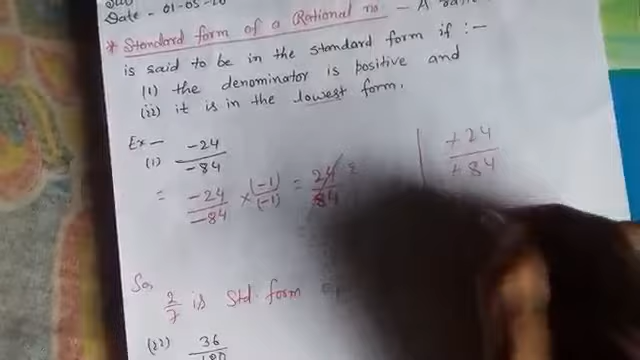 Date - 01-05-20
* Standard form of a Rational no. - A
is said to be in the standard form if :-
(i) the denominator is positive and
(ii) it is in the lowest form.
Ex-
(i) -24/-84
= -24/-84 × (-1)/(-1) = 24/84
+24/+84
So, 2/7 is Std. form
(ii) 36